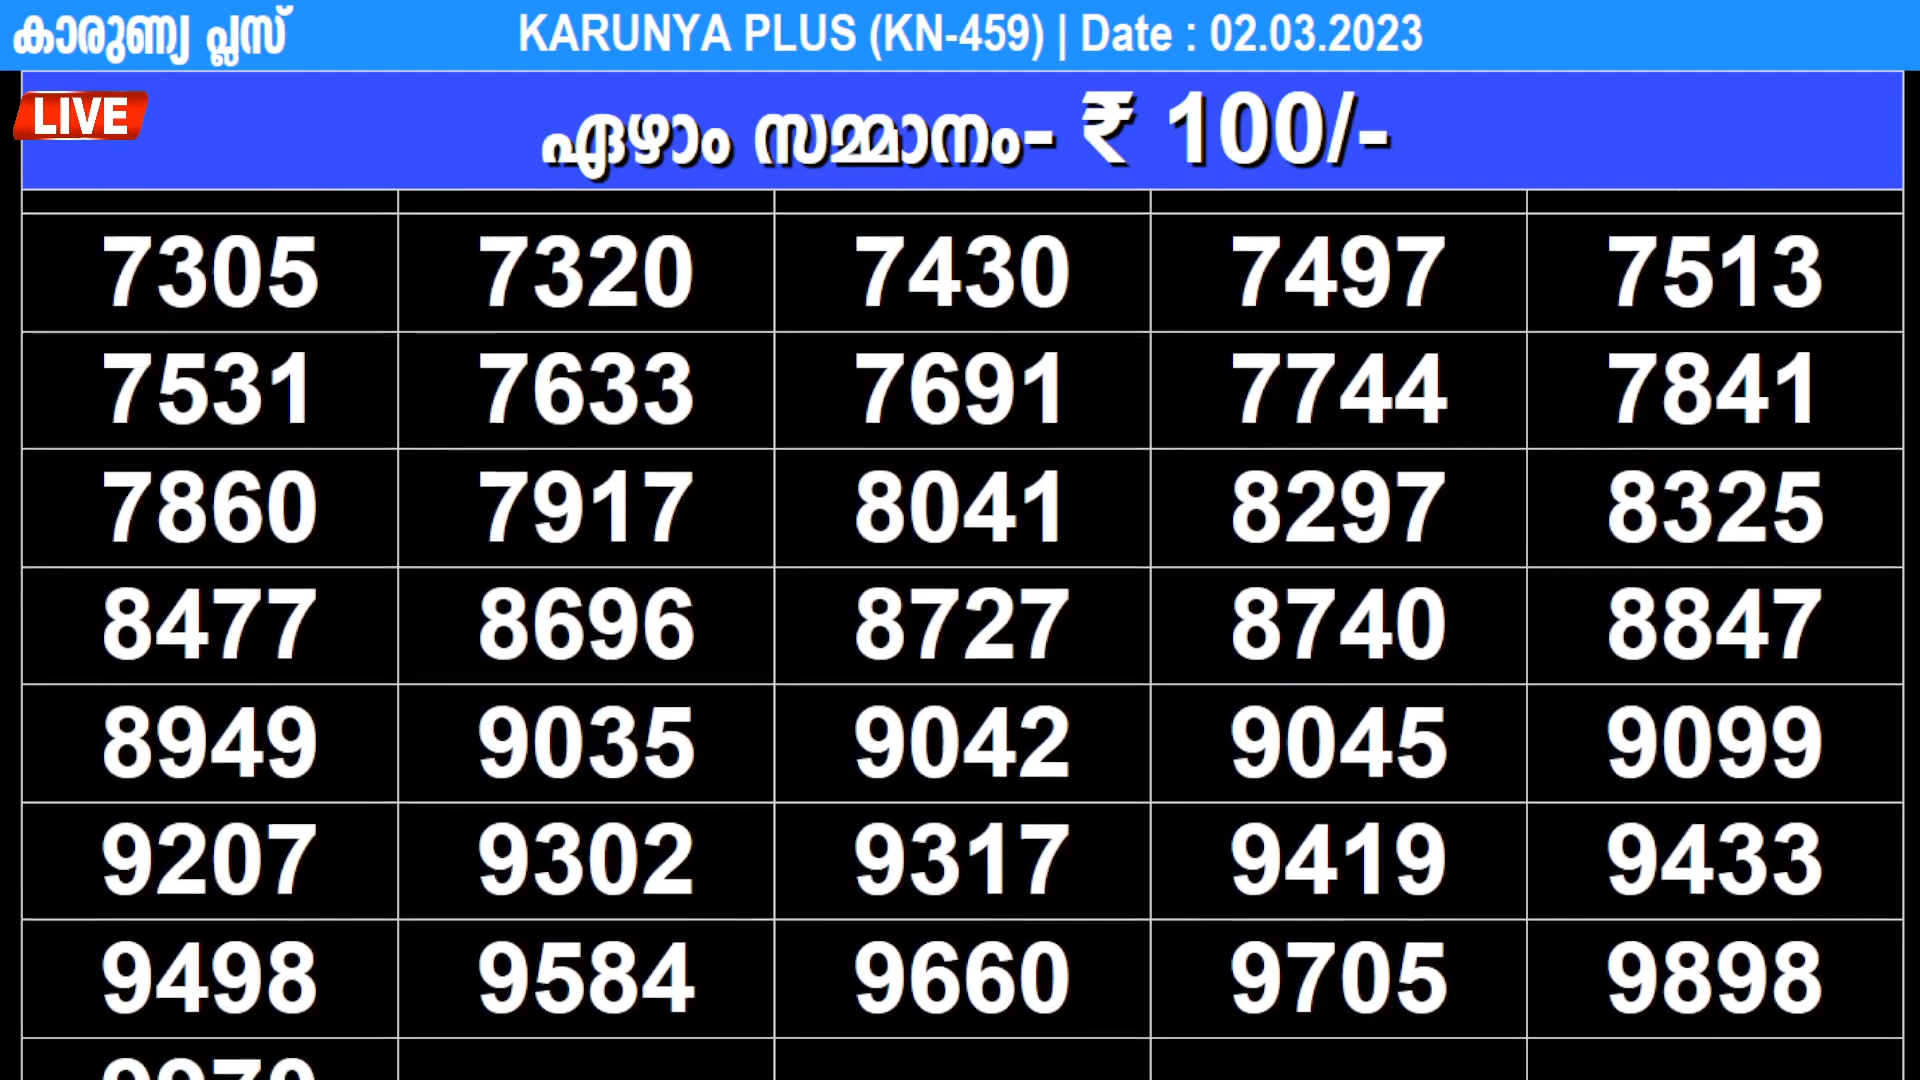 കാരുണ്യ പ്ലസ്
KARUNYA PLUS (KN-459) | Date : 02.03.2023
LIVE
ഏഴാം സമ്മാനം- ₹ 100/-
7305 7320 7430 7497 7513
7531 7633 7691 7744 7841
7860 7917 8041 8297 8325
8477 8696 8727 8740 8847
8949 9035 9042 9045 9099
9207 9302 9317 9419 9433
9498 9584 9660 9705 9898